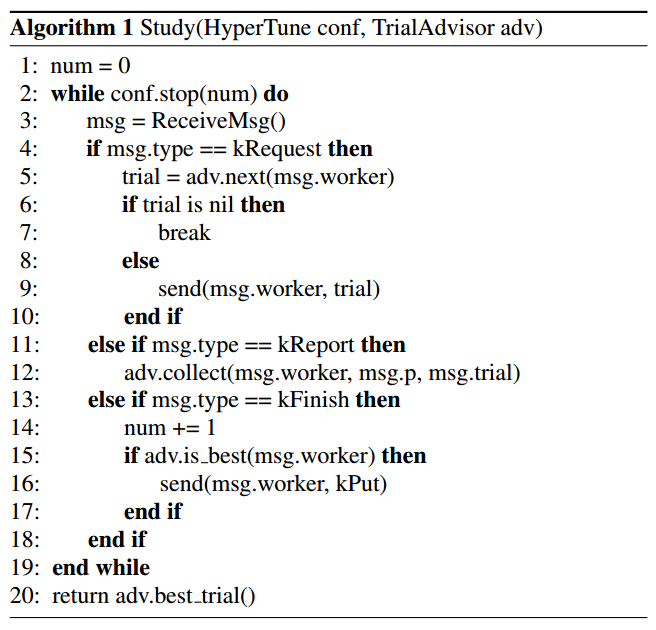 Algorithm 1 Study(HyperTune conf, TrialAdvisor adv)
1: num = 0
2: while conf.stop(num) do
3: msg = ReceiveMsg()
4: if msg.type == kRequest then
5: trial = adv.next(msg.worker)
6: if trial is nil then
7: break
8: else
9: send(msg.worker, trial)
10: end if
11: else if msg.type == kReport then
12: adv.collect(msg.worker, msg.p, msg.trial)
13: else if msg.type == kFinish then
14: num += 1
15: if adv.is_best(msg.worker) then
16: send(msg.worker, kPut)
17: end if
18: end if
19: end while
20: return adv.best_trial()